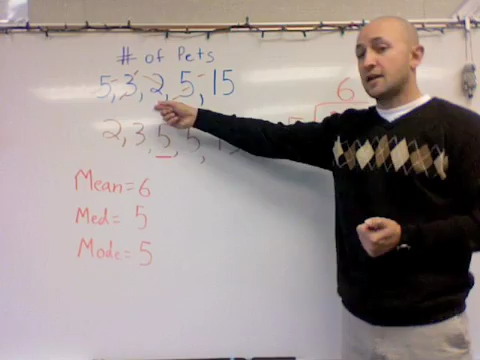 # of Pets
5, 3, 2, 5, 15
6
2, 3, 5, 5, 15
Mean = 6
Med = 5
Mode = 5